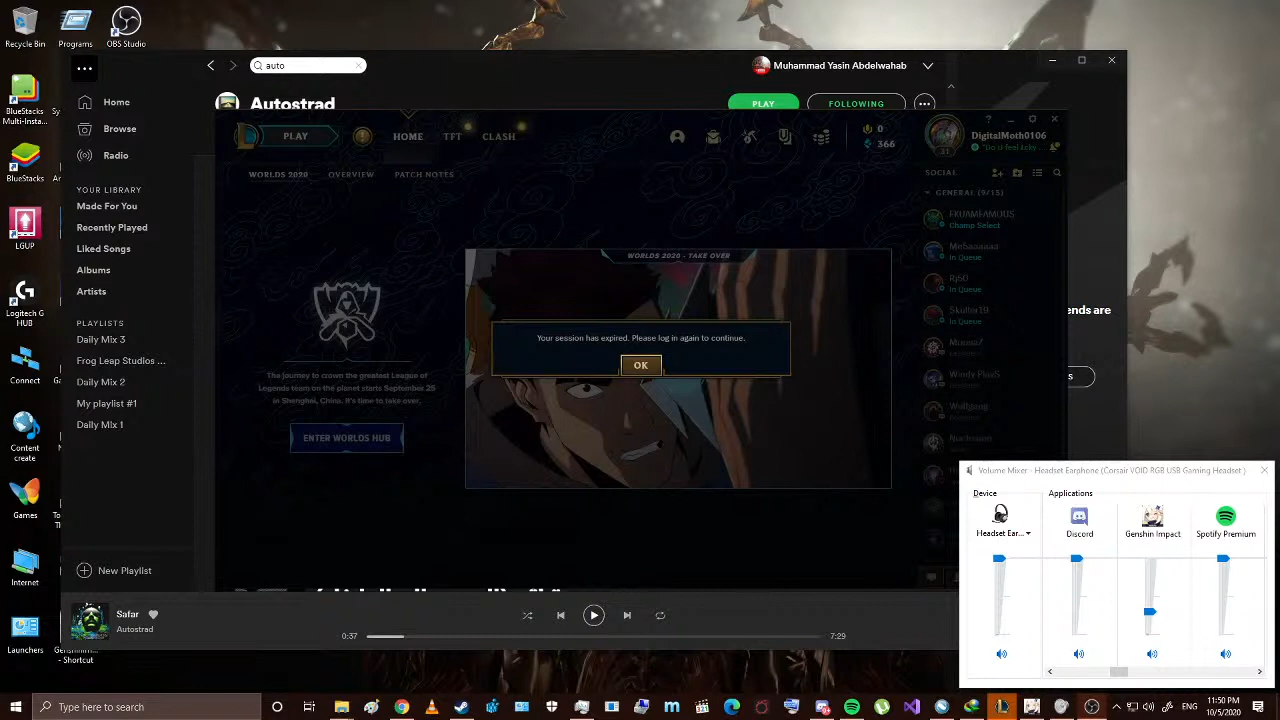 Recycle Bin
Programs
OBS Studio
BlueStacks
Multi-Insta...
BlueStacks
LGUP
Logitech G
HUB
Connect
Content
create
Games
Internet
Launchers
- Shortcut
...
auto
Muhammad Yasin Abdelwahab
Home
Browse
Radio
YOUR LIBRARY
Made For You
Recently Played
Liked Songs
Albums
Artists
PLAYLISTS
Daily Mix 3
Frog Leap Studios ...
Daily Mix 2
My playlist #1
Daily Mix 1
New Playlist
Autostrad
PLAY
FOLLOWING
PLAY
HOME
TFT
CLASH
0
366
DigitalMoth0106
31
WORLDS 2020
OVERVIEW
PATCH NOTES
SOCIAL
GENERAL (9/15)
Champ Select
In Queue
Rj50
In Queue
Skuller19
In Queue
Windy PlayS
Wolfgang
WORLDS 2020 - TAKE OVER
Your session has expired. Please log in again to continue.
OK
The journey to crown the greatest League of
Legends team on the planet starts September 25
in Shanghai, China. It's time to take over.
ENTER WORLDS HUB
Safar
Autostrad
0:37
7:29
Volume Mixer - Headset Earphone (Corsair VOID RGB USB Gaming Headset )
Device
Applications
Headset Ear...
Discord
Genshin Impact
Spotify Premium
Type here to search
11:50 PM
10/5/2020